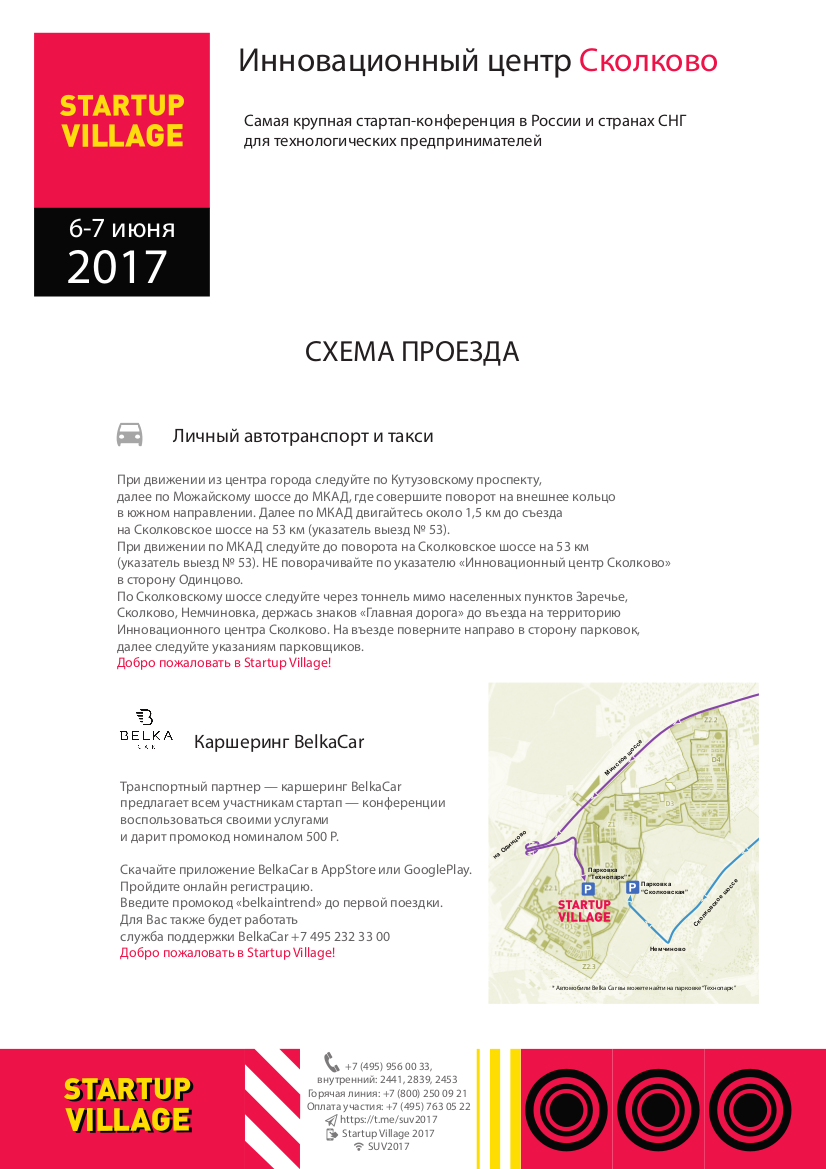 STARTUP
VILLAGE
6-7 июня
2017
Инновационный центр Сколково
Самая крупная стартап-конференция в России и странах СНГ
для технологических предпринимателей
СХЕМА ПРОЕЗДА
Личный автотранспорт и такси
При движении из центра города следуйте по Кутузовскому проспекту,
далее по Можайскому шоссе до МКАД, где совершите поворот на внешнее кольцо
в южном направлении. Далее по МКАД двигайтесь около 1,5 км до съезда
на Сколковское шоссе на 53 км (указатель выезд № 53).
При движении по МКАД следуйте до поворота на Сколковское шоссе на 53 км
(указатель выезд № 53). НЕ поворачивайте по указателю «Инновационный центр Сколково»
в сторону Одинцово.
По Сколковскому шоссе следуйте через тоннель мимо населенных пунктов Заречье,
Сколково, Немчиновка, держась знаков «Главная дорога» до въезда на территорию
Инновационного центра Сколково. На въезде поверните направо в сторону парковок,
далее следуйте указаниям парковщиков.
Добро пожаловать в Startup Village!
BELKA
CAR
Каршеринг BelkaCar
Транспортный партнер — каршеринг BelkaCar
предлагает всем участникам стартап — конференции
воспользоваться своими услугами
и дарит промокод номиналом 500 Р.
Скачайте приложение BelkaCar в AppStore или GooglePlay.
Пройдите онлайн регистрацию.
Введите промокод «belkaintrend» до первой поездки.
Для Вас также будет работать
служба поддержки BelkaCar +7 495 232 33 00
Добро пожаловать в Startup Village!
Z2.2
Минское шоссе
D4
D3
Z1
на Одинцово
D2
Парковка
"Технопарк"*
P
P
Парковка
"Сколковская"
Z2.1
STARTUP
VILLAGE
Сколковское шоссе
Немчиново
Z2.3
* Автомобили Belka Car вы можете найти на парковке "Технопарк"
STARTUP
VILLAGE
+7 (495) 956 00 33,
внутренний: 2441, 2839, 2453
Горячая линия: +7 (800) 250 09 21
Оплата участия: +7 (495) 763 05 22
https://t.me/suv2017
Startup Village 2017
SUV2017